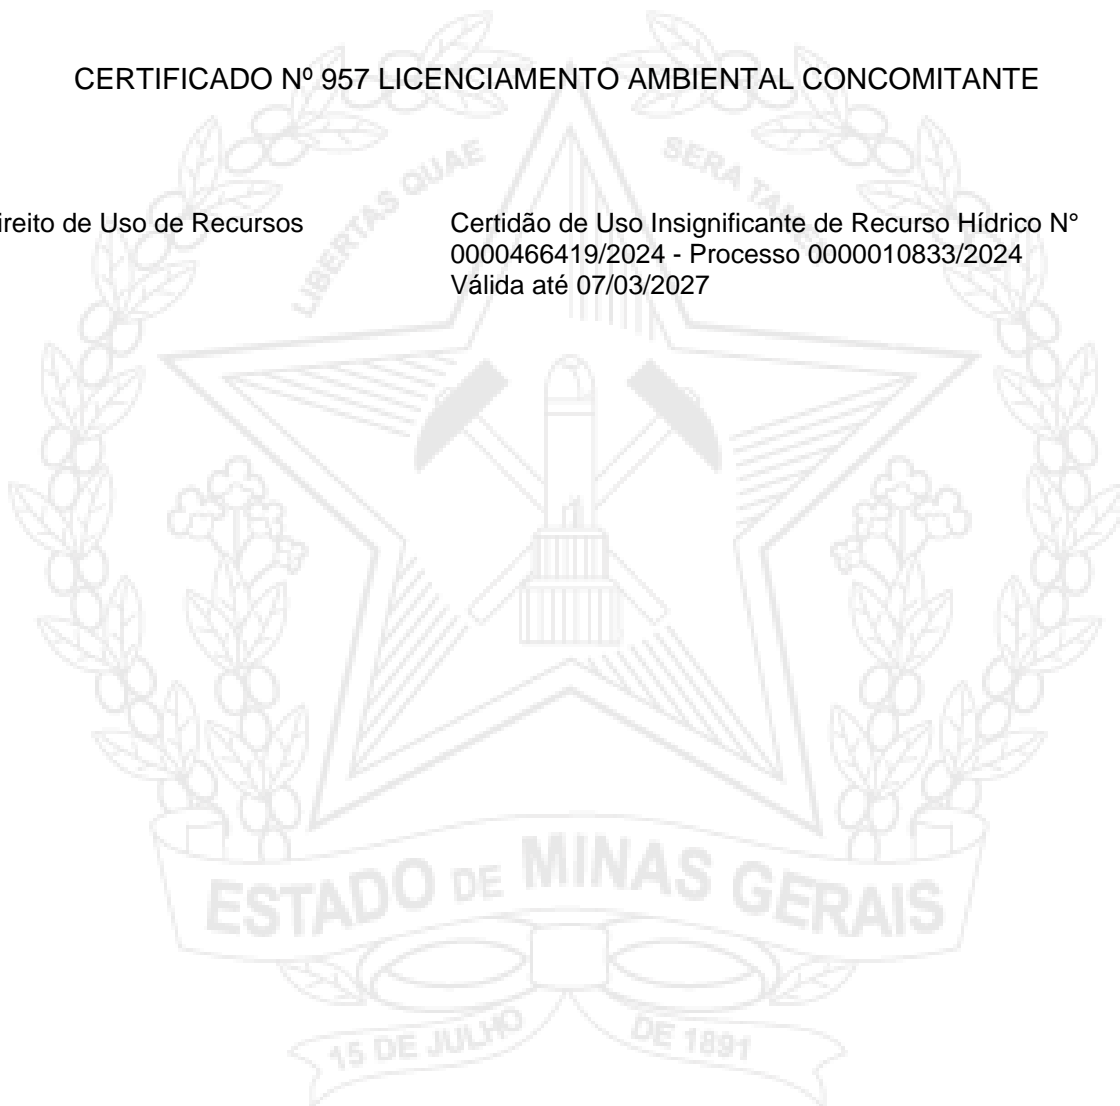 CERTIFICADO Nº 957 LICENCIAMENTO AMBIENTAL CONCOMITANTE
LIBERTAS QUAE SERA TAMEN
ireito de Uso de Recursos
Certidão de Uso Insignificante de Recurso Hídrico N°
0000466419/2024 - Processo 0000010833/2024
Válida até 07/03/2027
ESTADO DE MINAS GERAIS
15 DE JULHO DE 1891